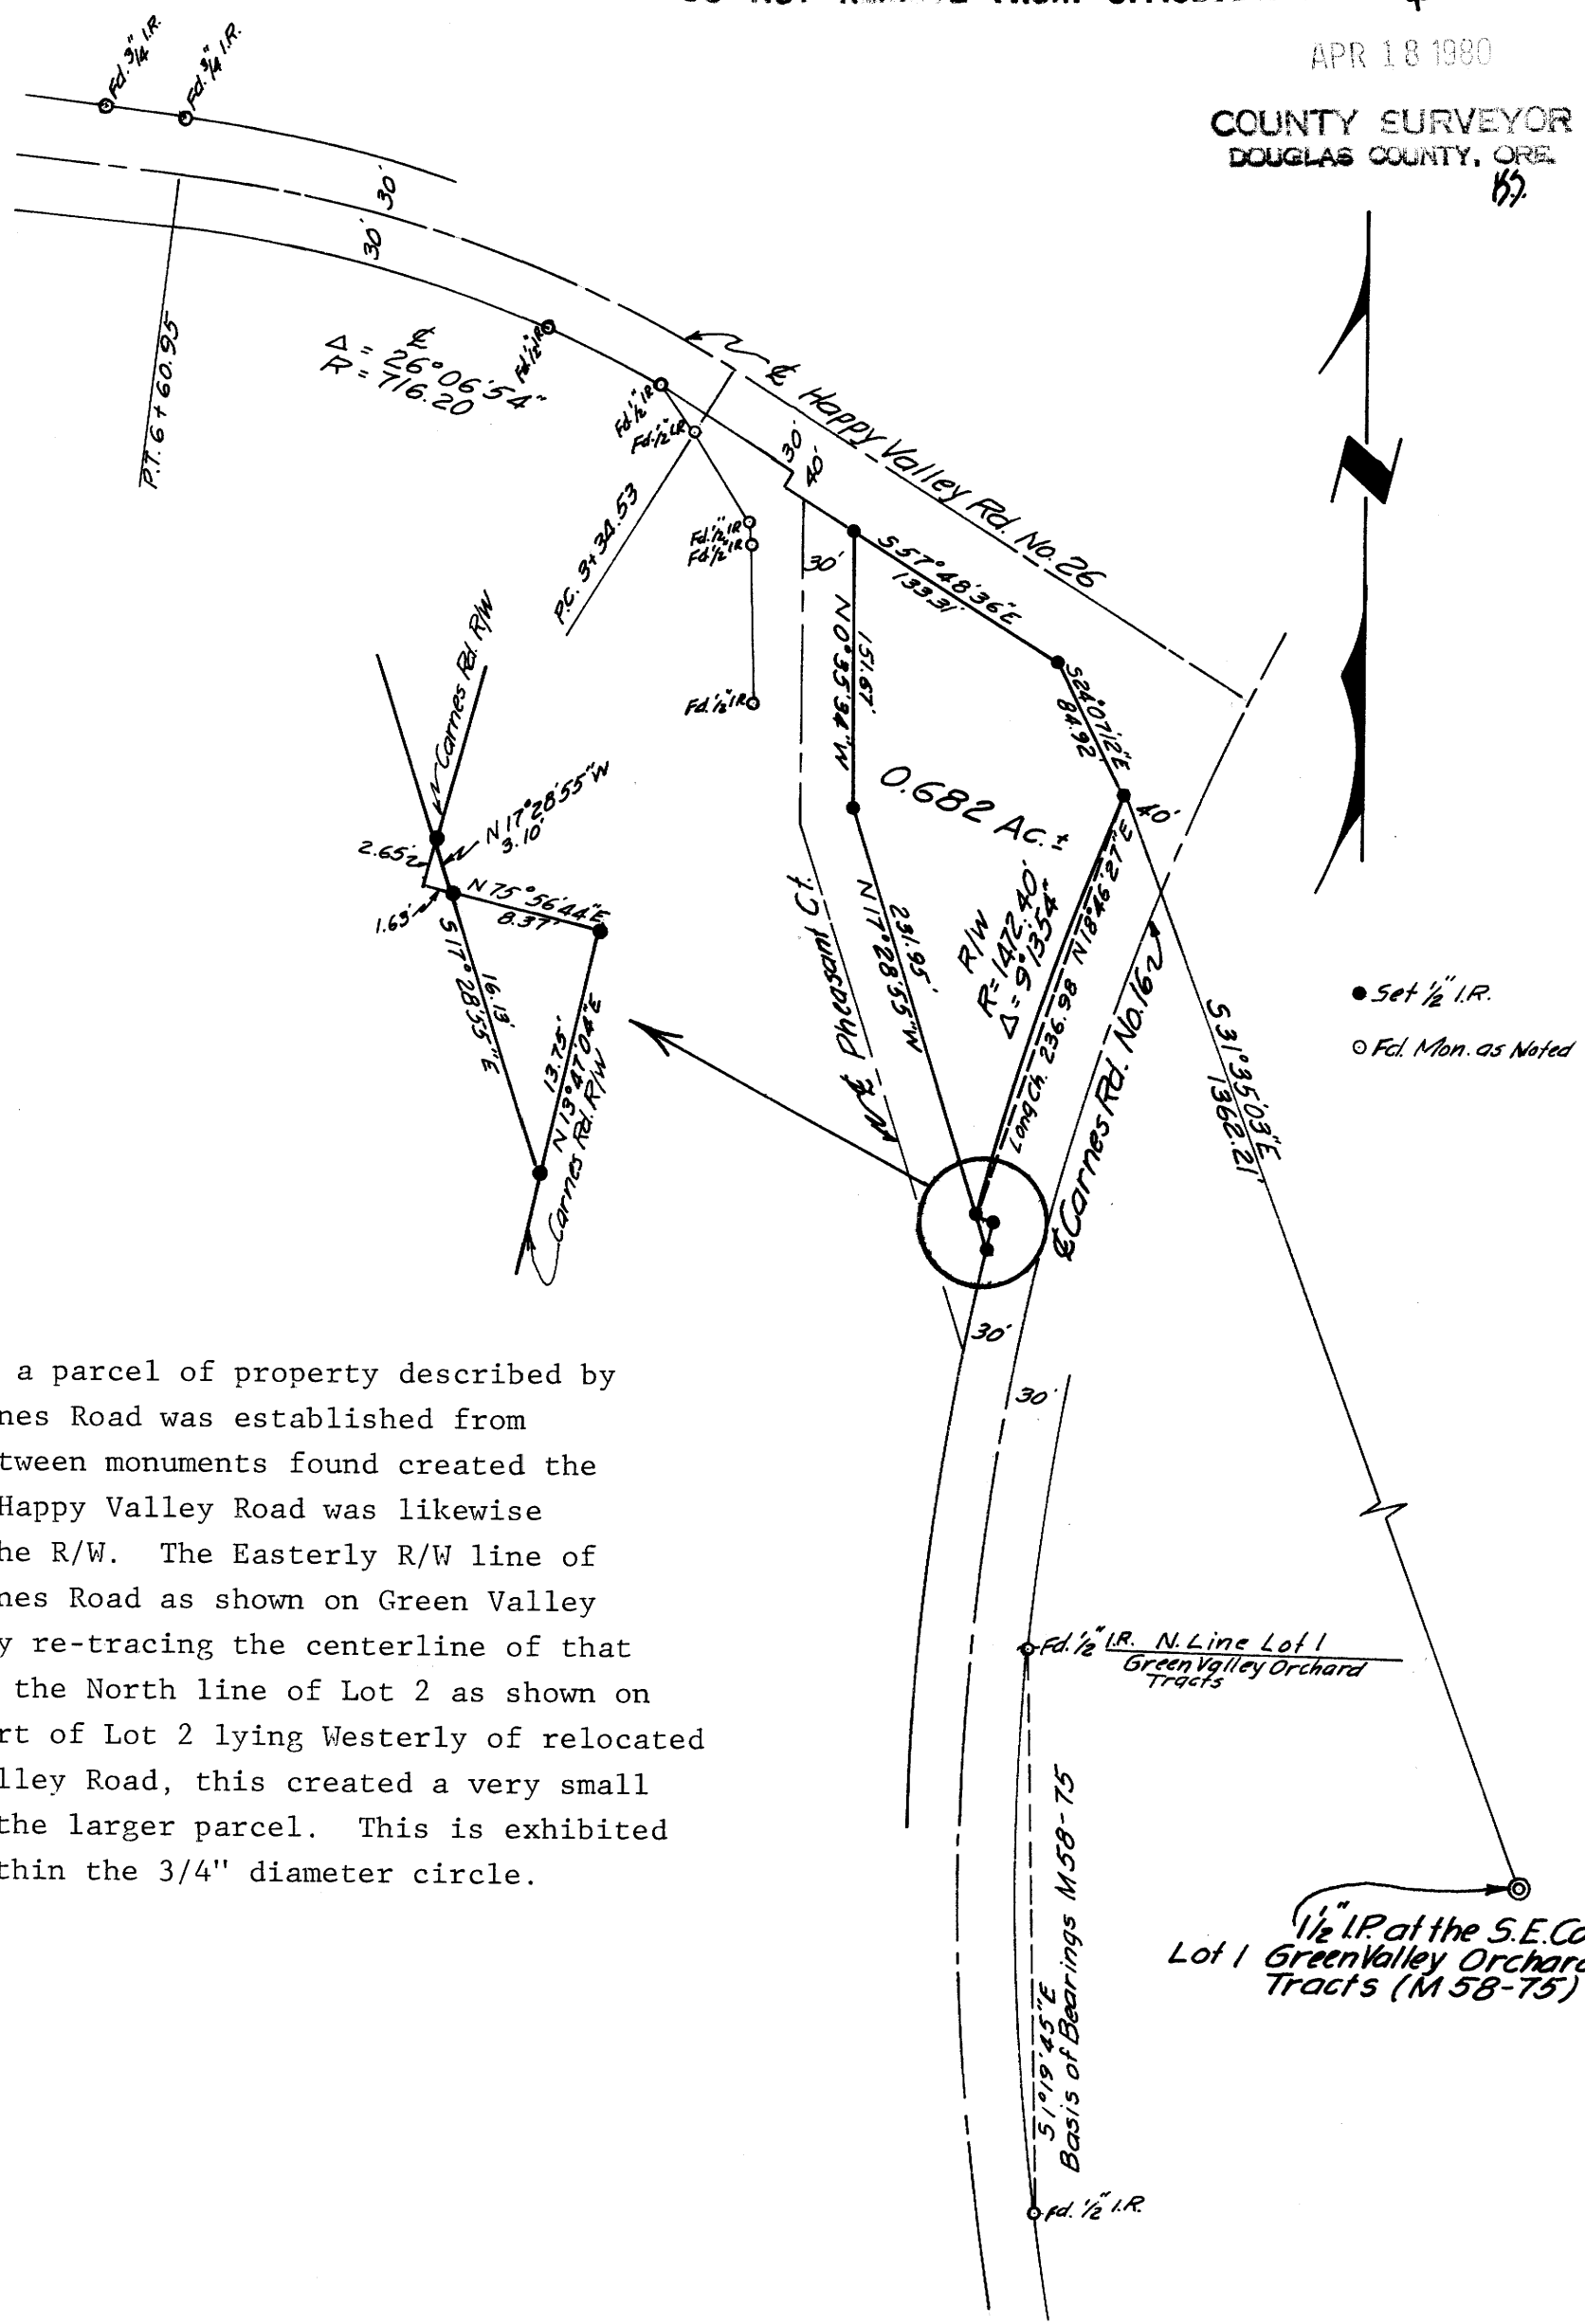 APR 18 1980
COUNTY SURVEYOR
DOUGLAS COUNTY, ORE.
Fd. 3/4" I.R.
Fd. 3/4" I.R.
30'
30'
P.T. 6+60.95
℄
Δ = 26°06'54"
R = 716.20
Fd. 1/2" IR
Fd. 1/2" IR
Fd. 1/2" I.R.
℄ Happy Valley Rd. No. 26
30'
40'
P.C. 3+34.53
Fd. 1/2" IR
Fd. 1/2" IR
30'
S 57°48'36" E
133.31'
N 0°35'34" W
151.67'
Fd. 1/2" IR
S 24°07'12" E
84.92
40'
0.682 AC. ±
Carnes Rd. R/W
N 17°28'55" W
3.10'
2.65'
N 75°56'44" E
8.37'
1.63'
16.13'
S 17°28'55" E
13.75'
N 13°47'04" E
Carnes Rd. R/W
℄ Pheasant Ct.
231.95'
N 17°28'55" W
R/W
R = 1472.40'
Δ = 9°13'54"
Long Ch. 236.98 N 18°46'27" E
℄ Carnes Rd. No. 162
S 31°35'03" E
1362.21'
Set 1/2" I.R.
Fd. Mon. as Noted
30'
30'
a parcel of property described by
nes Road was established from
tween monuments found created the
Happy Valley Road was likewise
he R/W. The Easterly R/W line of
nes Road as shown on Green Valley
y re-tracing the centerline of that
the North line of Lot 2 as shown on
rt of Lot 2 lying Westerly of relocated
lley Road, this created a very small
the larger parcel. This is exhibited
thin the 3/4" diameter circle.
Fd. 1/2" I.R. N. Line Lot 1
Green Valley Orchard
Tracts
S 1°19'45" E
Basis of Bearings M58-75
Fd. 1/2" I.R.
1 1/2" I.P. at the S.E. Co
Lot 1 Green Valley Orchard
Tracts (M 58-75)